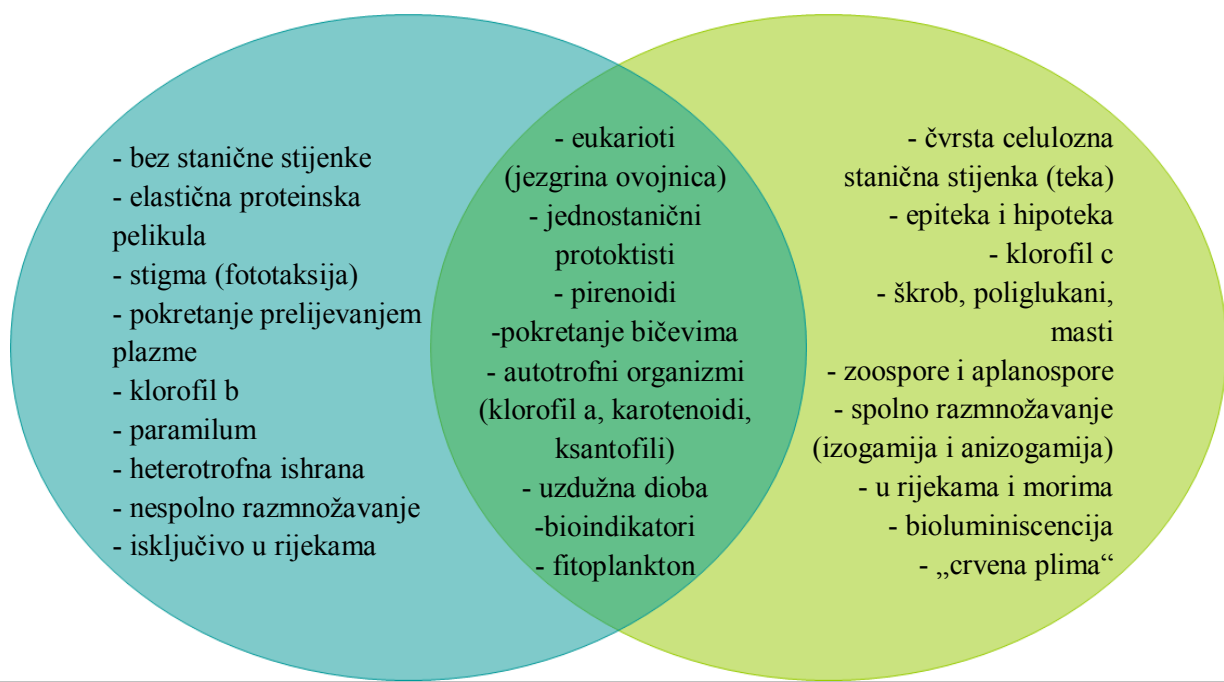 - bez stanične stijenke
- elastična proteinska
pelikula
- stigma (fototaksija)
- pokretanje prelijevanjem
plazme
- klorofil b
- paramilum
- heterotrofna ishrana
- nespolno razmnožavanje
- isključivo u rijekama
- eukarioti
(jezgrina ovojnica)
- jednostanični
protoktisti
- pirenoidi
-pokretanje bičevima
- autotrofni organizmi
(klorofil a, karotenoidi,
ksantofili)
- uzdužna dioba
-bioindikatori
- fitoplankton
- čvrsta celulozna
stanična stijenka (teka)
- epiteka i hipoteka
- klorofil c
- škrob, poliglukani,
masti
- zoospore i aplanospore
- spolno razmnožavanje
(izogamija i anizogamija)
- u rijekama i morima
- bioluminiscencija
- „crvena plima“